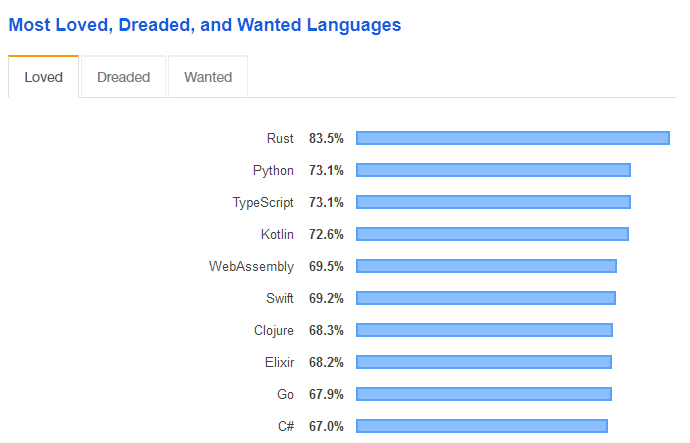 Most Loved, Dreaded, and Wanted Languages
Loved Dreaded Wanted
Rust 83.5%
Python 73.1%
TypeScript 73.1%
Kotlin 72.6%
WebAssembly 69.5%
Swift 69.2%
Clojure 68.3%
Elixir 68.2%
Go 67.9%
C# 67.0%